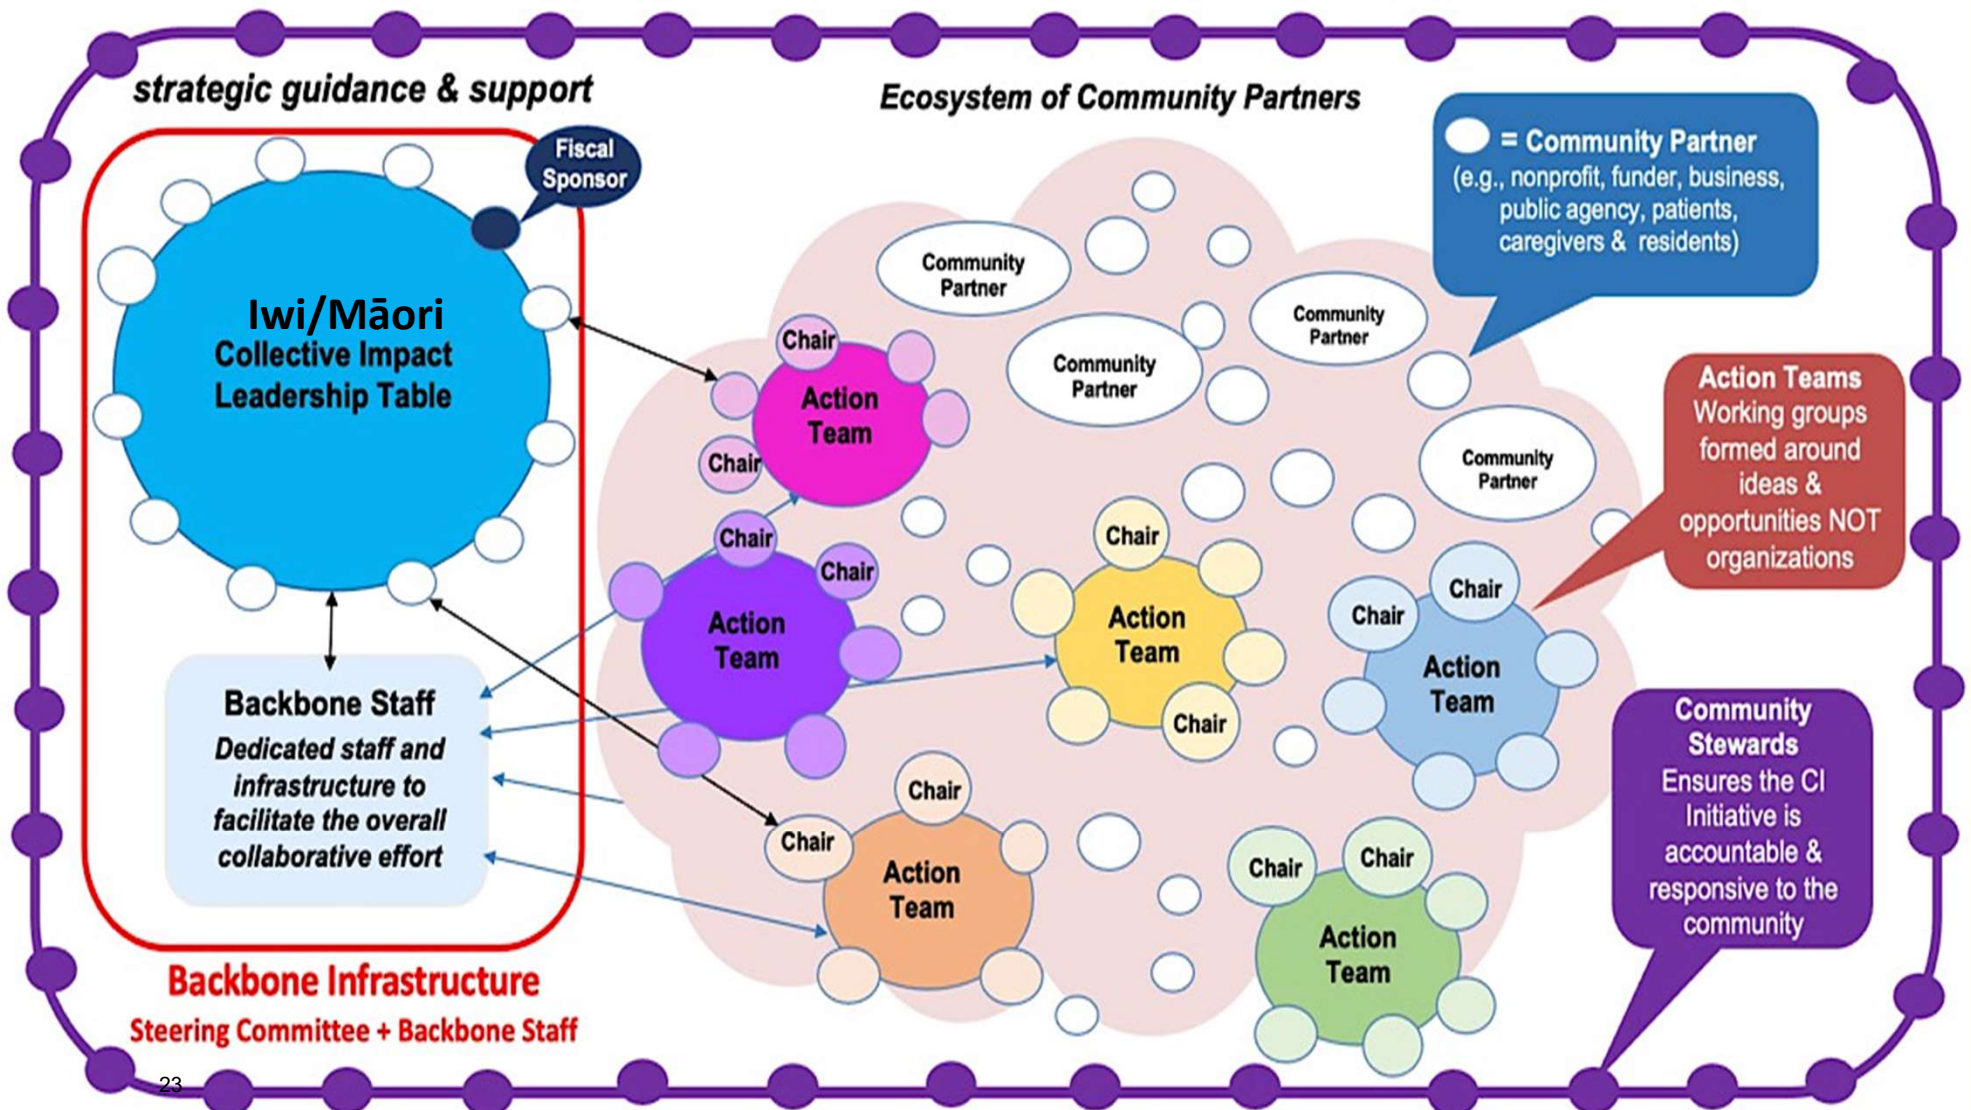 strategic guidance & support
Ecosystem of Community Partners
Fiscal
Sponsor
Iwi/Māori
Collective Impact
Leadership Table
Backbone Staff
Dedicated staff and
infrastructure to
facilitate the overall
collaborative effort
Backbone Infrastructure
Steering Committee + Backbone Staff
23
= Community Partner
(e.g., nonprofit, funder, business,
public agency, patients,
caregivers & residents)
Community
Partner
Community
Partner
Community
Partner
Community
Partner
Chair
Action
Team
Chair
Chair
Chair
Action
Team
Chair
Action
Team
Chair
Chair
Chair
Action
Team
Chair
Chair
Action
Team
Chair
Chair
Action
Team
Action Teams
Working groups
formed around
ideas &
opportunities NOT
organizations
Community
Stewards
Ensures the CI
Initiative is
accountable &
responsive to the
community